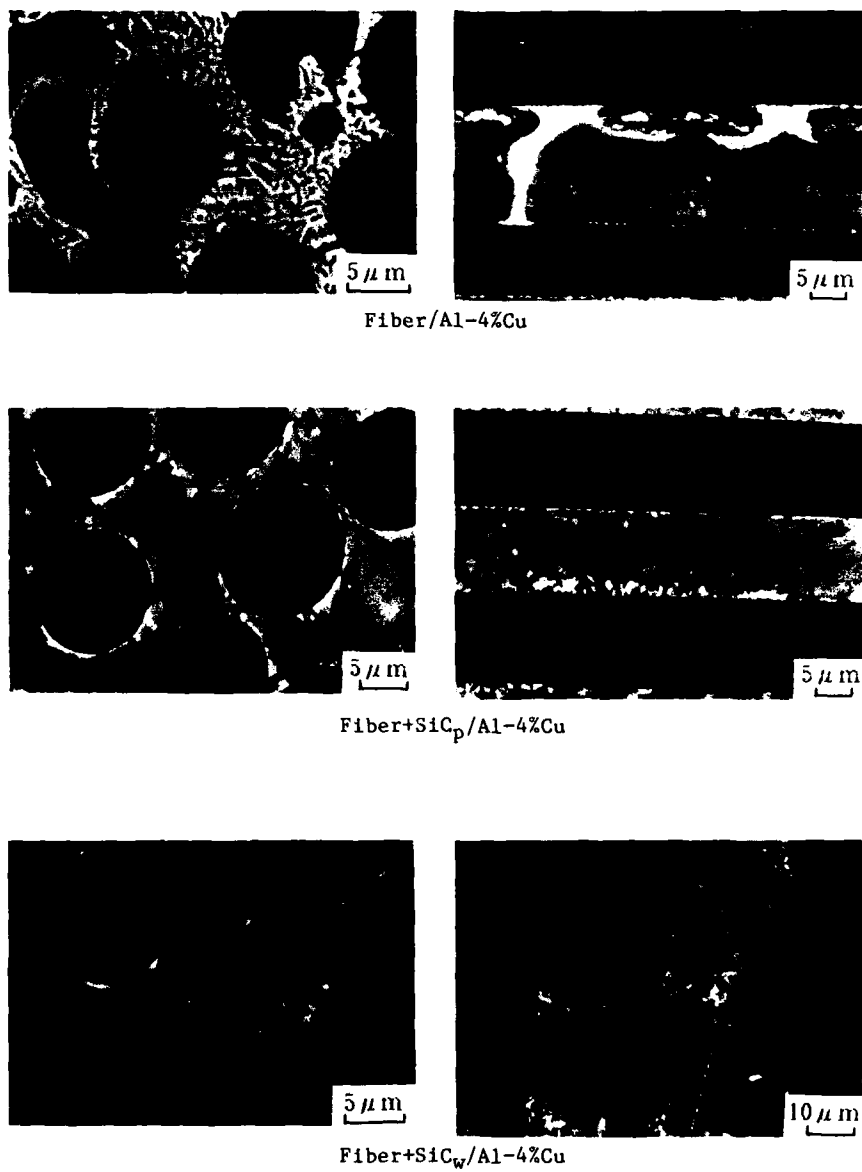 5 μm 5 μm
Fiber/Al-4%Cu
5 μm 5 μm
Fiber+SiCp/Al-4%Cu
5 μm 10 μm
Fiber+SiCw/Al-4%Cu